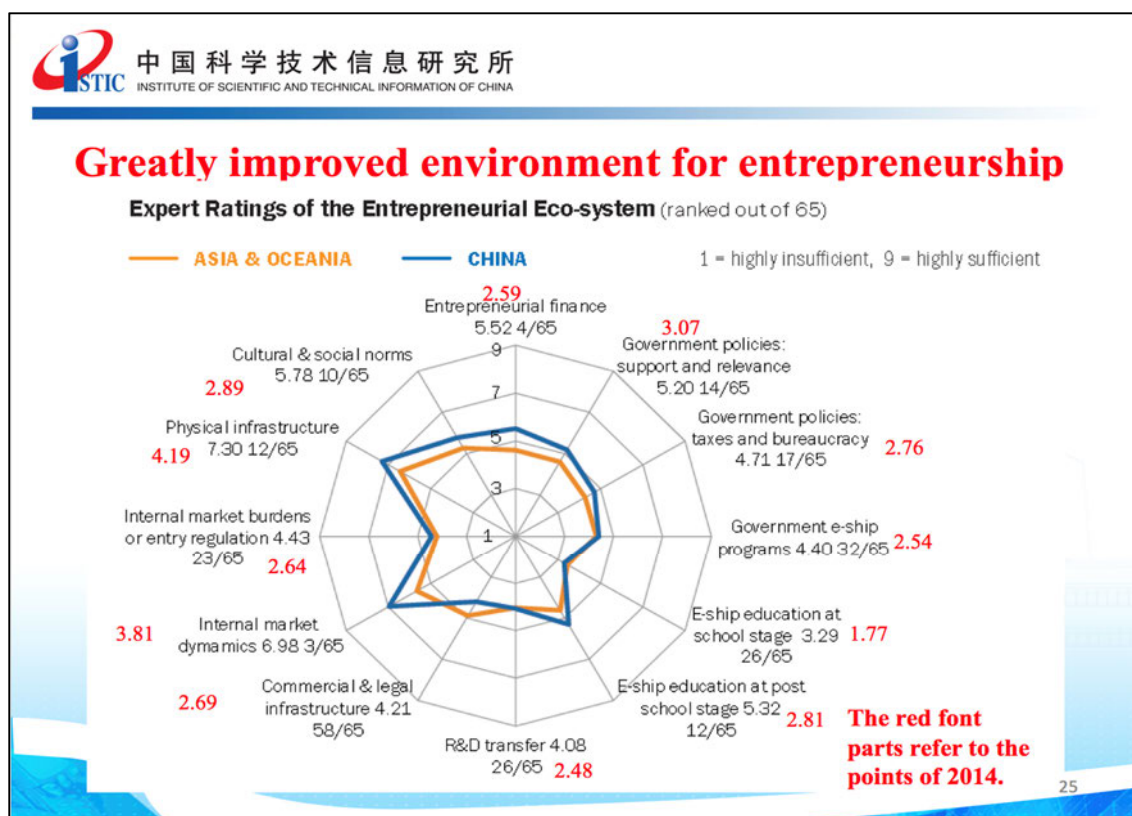 iSTIC
中国科学技术信息研究所
INSTITUTE OF SCIENTIFIC AND TECHNICAL INFORMATION OF CHINA
Greatly improved environment for entrepreneurship
Expert Ratings of the Entrepreneurial Eco-system (ranked out of 65)
ASIA & OCEANIA
CHINA
1 = highly insufficient, 9 = highly sufficient
2.59
Entrepreneurial finance
5.52 4/65
3.07
Government policies:
support and relevance
5.20 14/65
Government policies:
taxes and bureaucracy
4.71 17/65
2.76
Government e-ship
programs 4.40 32/65
2.54
E-ship education at
school stage 3.29
26/65
1.77
E-ship education at post
school stage 5.32
12/65
2.81
R&D transfer 4.08
26/65
2.48
Commercial & legal
infrastructure 4.21
58/65
2.69
Internal market
dymamics 6.98 3/65
3.81
Internal market burdens
or entry regulation 4.43
23/65
2.64
Physical infrastructure
7.30 12/65
4.19
Cultural & social norms
5.78 10/65
2.89
9
7
5
3
1
The red font
parts refer to the
points of 2014.
25